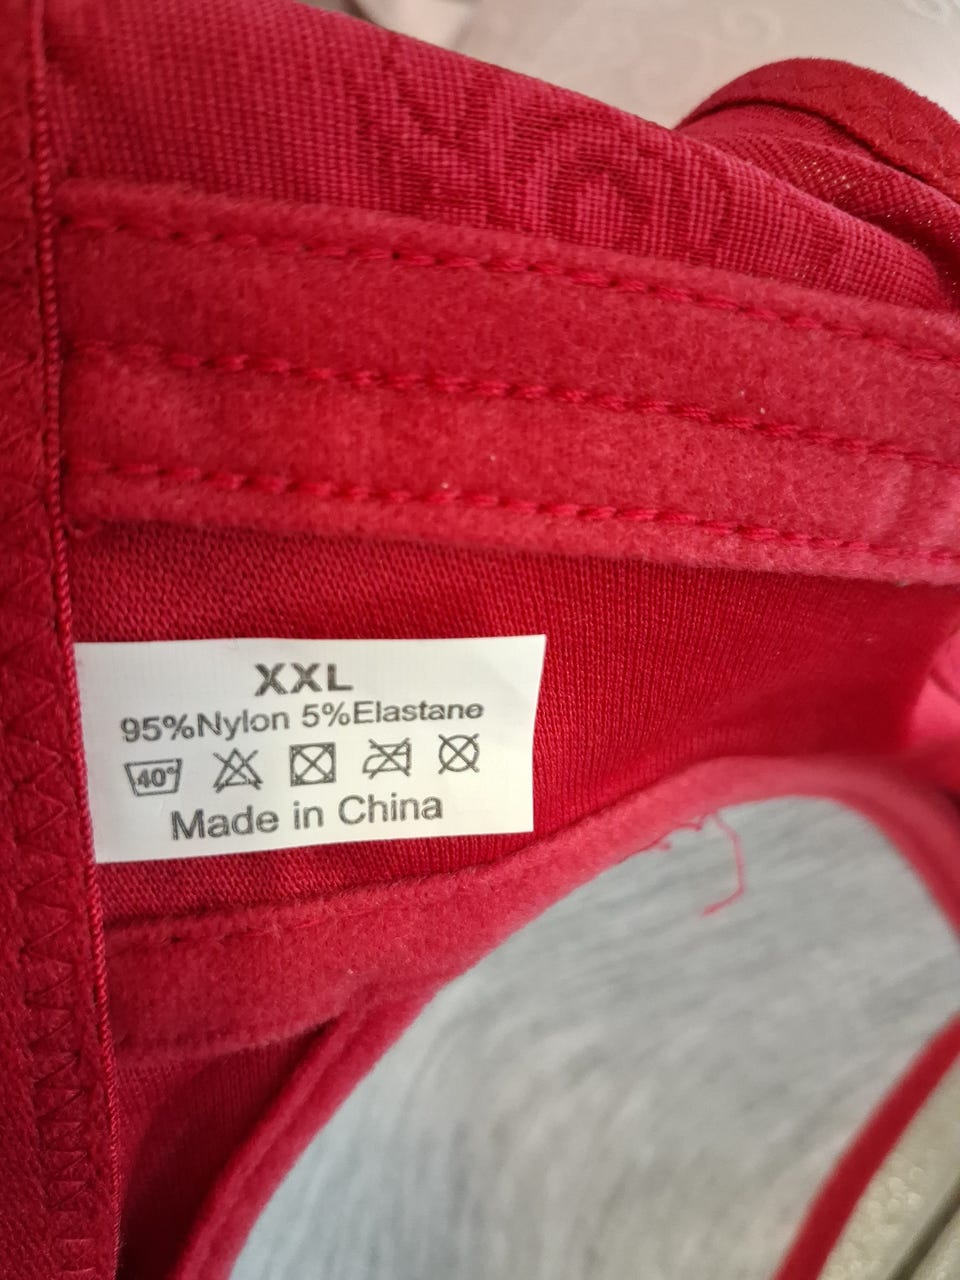 XXL
95%Nylon 5%Elastane
40°
Made in China